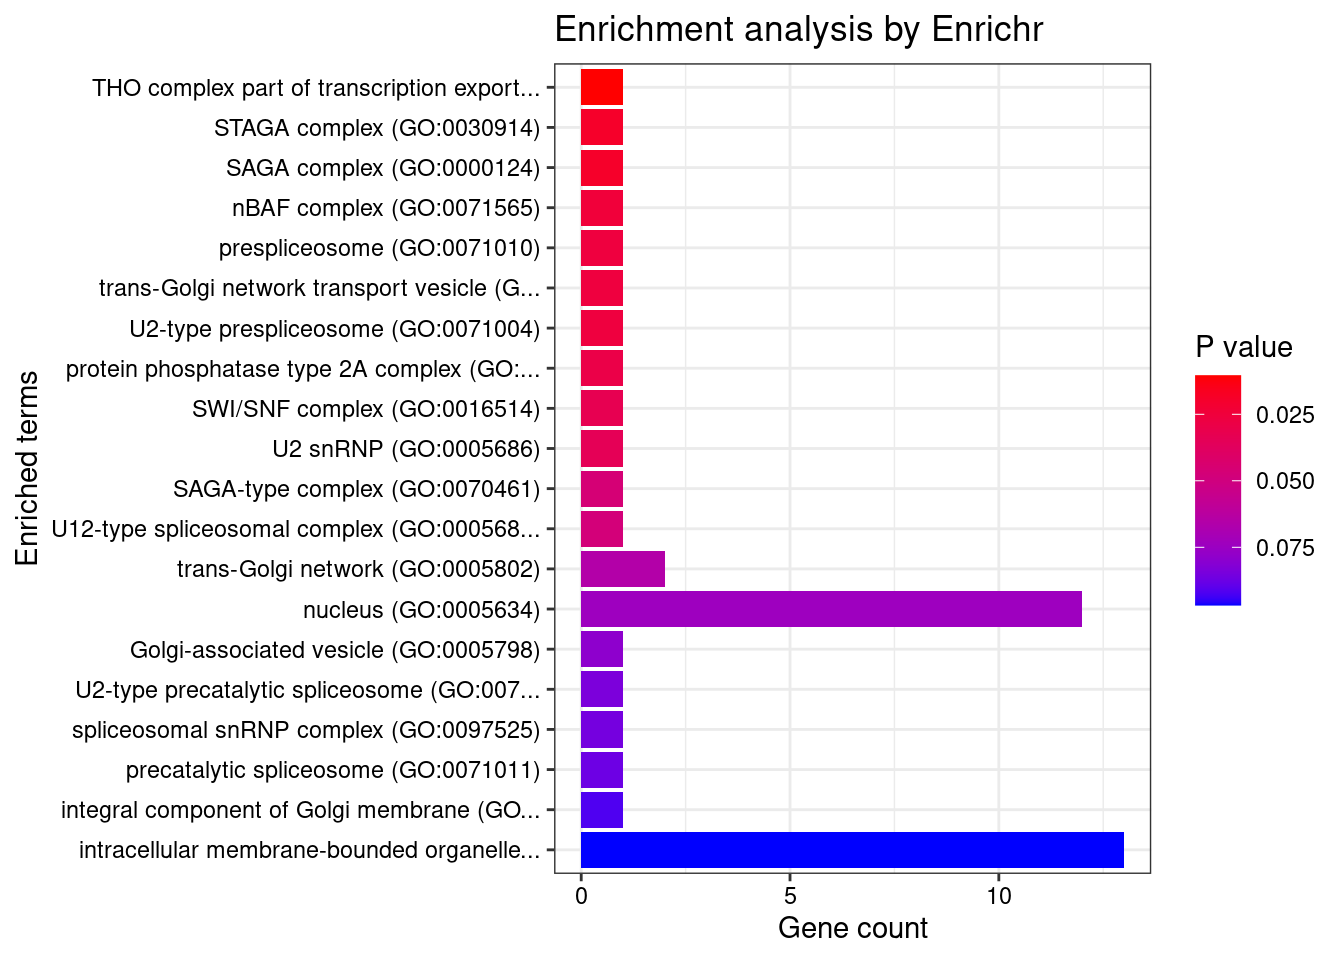 Enrichment analysis by Enrichr
THO complex part of transcription export...
STAGA complex (GO:0030914)
SAGA complex (GO:0000124)
nBAF complex (GO:0071565)
prespliceosome (GO:0071010)
trans-Golgi network transport vesicle (G...
U2-type prespliceosome (GO:0071004)
protein phosphatase type 2A complex (GO:...
SWI/SNF complex (GO:0016514)
U2 snRNP (GO:0005686)
SAGA-type complex (GO:0070461)
U12-type spliceosomal complex (GO:000568...
trans-Golgi network (GO:0005802)
nucleus (GO:0005634)
Golgi-associated vesicle (GO:0005798)
U2-type precatalytic spliceosome (GO:007...
spliceosomal snRNP complex (GO:0097525)
precatalytic spliceosome (GO:0071011)
integral component of Golgi membrane (GO...
intracellular membrane-bounded organelle...
Enriched terms
0 5 10
Gene count
P value
0.025
0.050
0.075